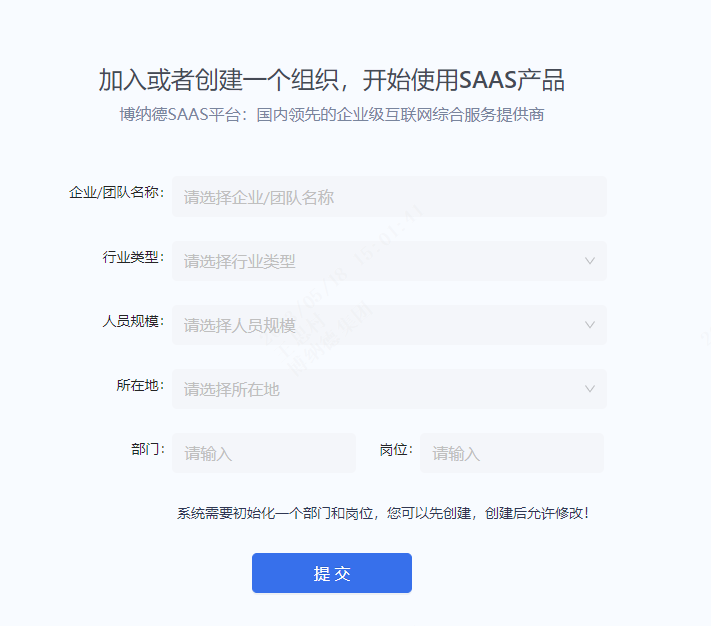 加入或者创建一个组织，开始使用SAAS产品
博纳德SAAS平台：国内领先的企业级互联网综合服务提供商
企业/团队名称： 请选择企业/团队名称
行业类型： 请选择行业类型
人员规模： 请选择人员规模
所在地： 请选择所在地
部门： 请输入 岗位： 请输入
系统需要初始化一个部门和岗位，您可以先创建，创建后允许修改！
提 交